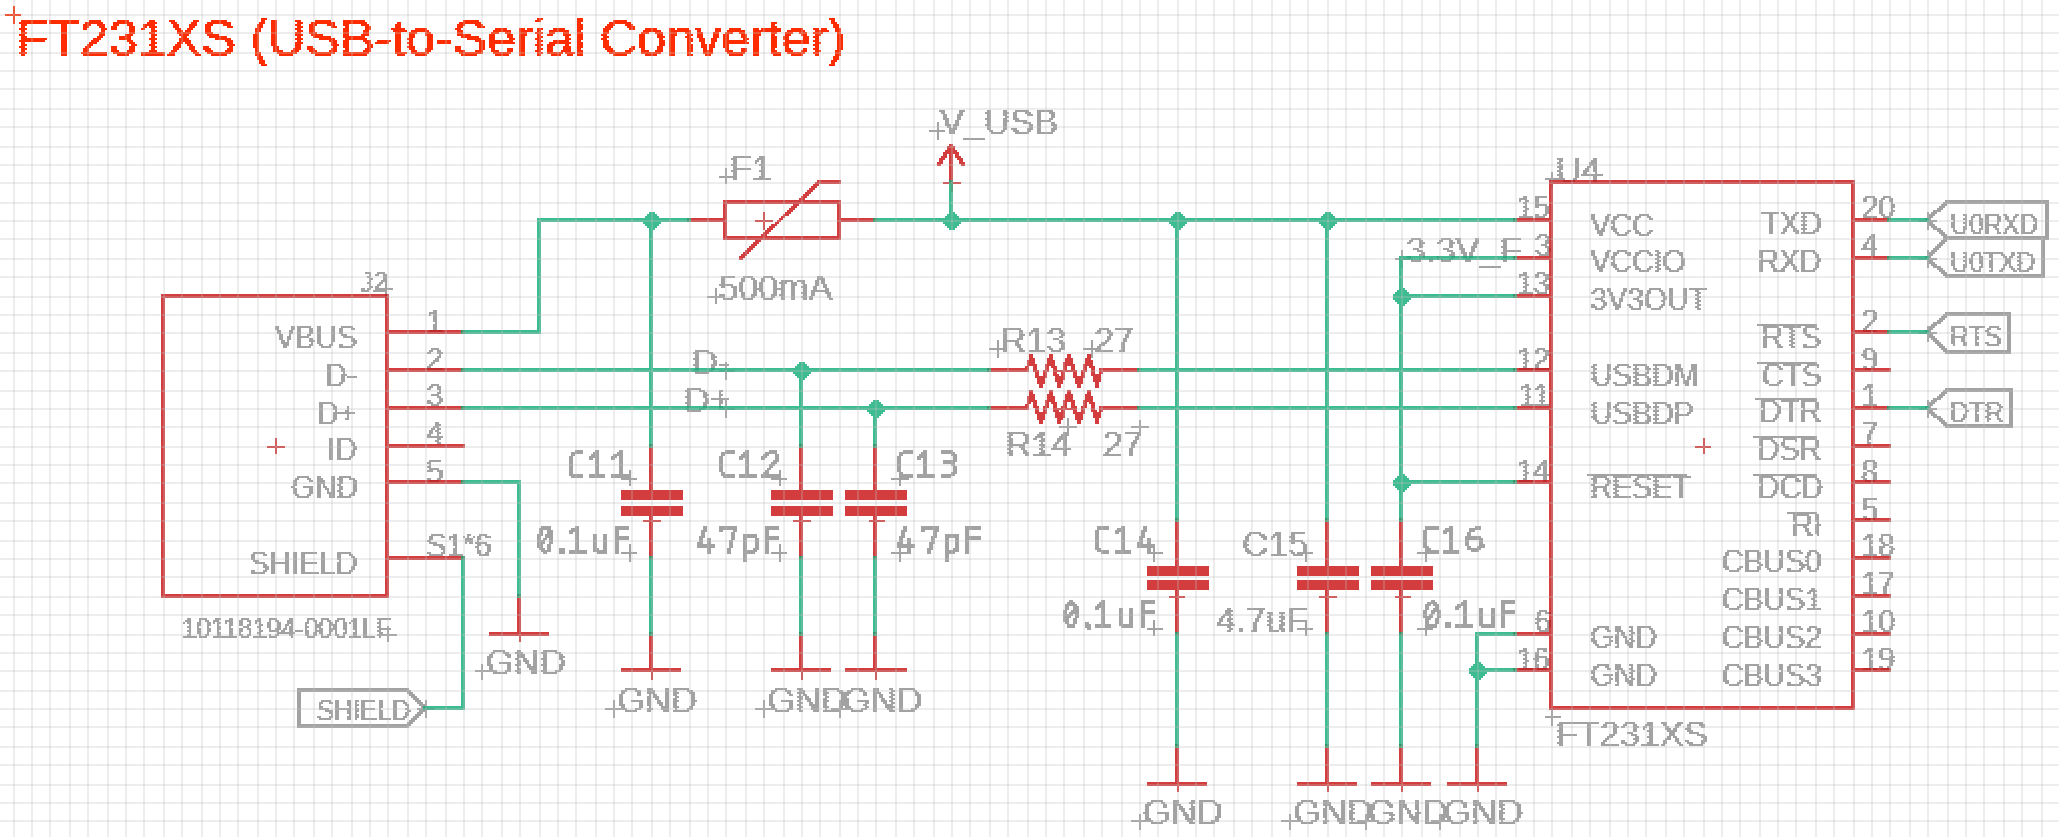 FT231XS (USB-to-Serial Converter)
V_USB
F1
500mA
J2
VBUS 1
D- 2
D+ 3
ID 4
GND 5
SHIELD S1*6
10118194-0001LF
SHIELD
GND
D-
D+
R13 27
R14 27
C11
0.1uF
GND
C12
47pF
GND
C13
47pF
GND
C14
0.1uF
GND
C15
4.7uF
GND
C16
0.1uF
GND
GND
3.3V_F
U4
15 VCC
3 VCCIO
13 3V3OUT
12 USBDM
11 USBDP
14 RESET
6 GND
16 GND
TXD 20 U0RXD
RXD 4 U0TXD
RTS 2 RTS
CTS 9
DTR 1 DTR
DSR 7
DCD 8
RI 5
CBUS0 18
CBUS1 17
CBUS2 10
CBUS3 19
FT231XS